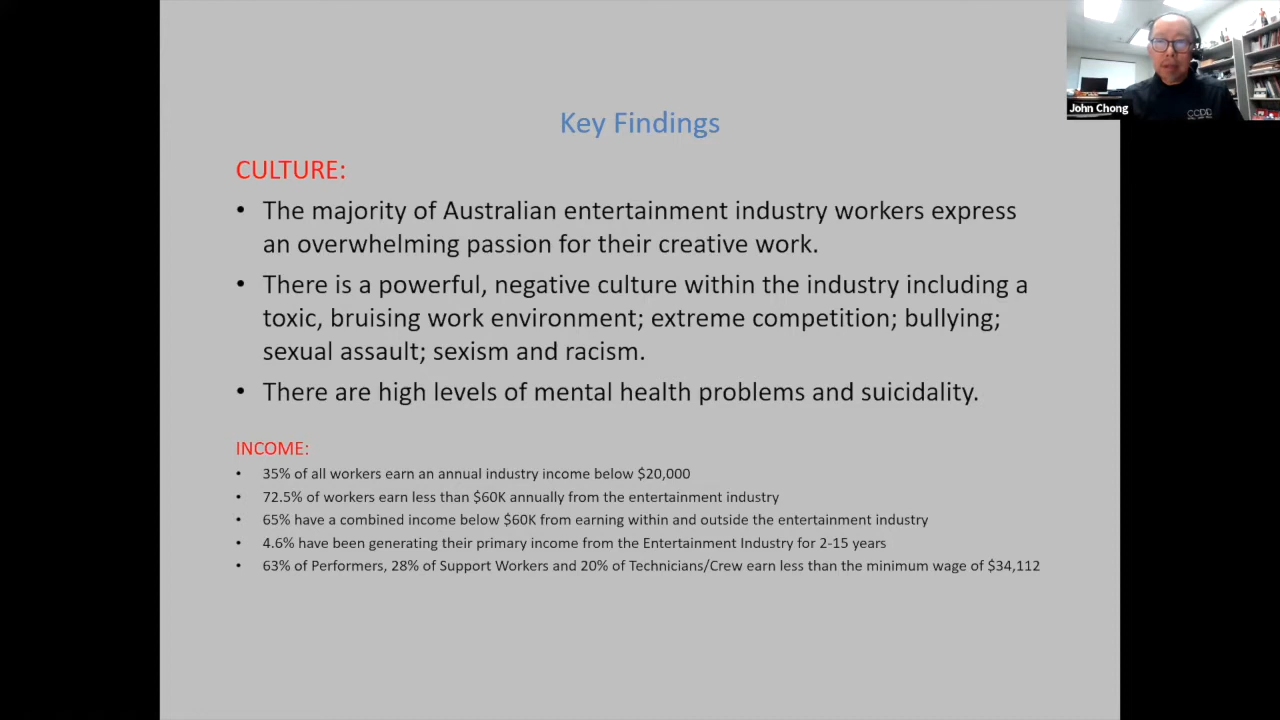 John Chong
Key Findings
CULTURE:
• The majority of Australian entertainment industry workers express
an overwhelming passion for their creative work.
• There is a powerful, negative culture within the industry including a
toxic, bruising work environment; extreme competition; bullying;
sexual assault; sexism and racism.
• There are high levels of mental health problems and suicidality.
INCOME:
• 35% of all workers earn an annual industry income below $20,000
• 72.5% of workers earn less than $60K annually from the entertainment industry
• 65% have a combined income below $60K from earning within and outside the entertainment industry
• 4.6% have been generating their primary income from the Entertainment Industry for 2-15 years
• 63% of Performers, 28% of Support Workers and 20% of Technicians/Crew earn less than the minimum wage of $34,112